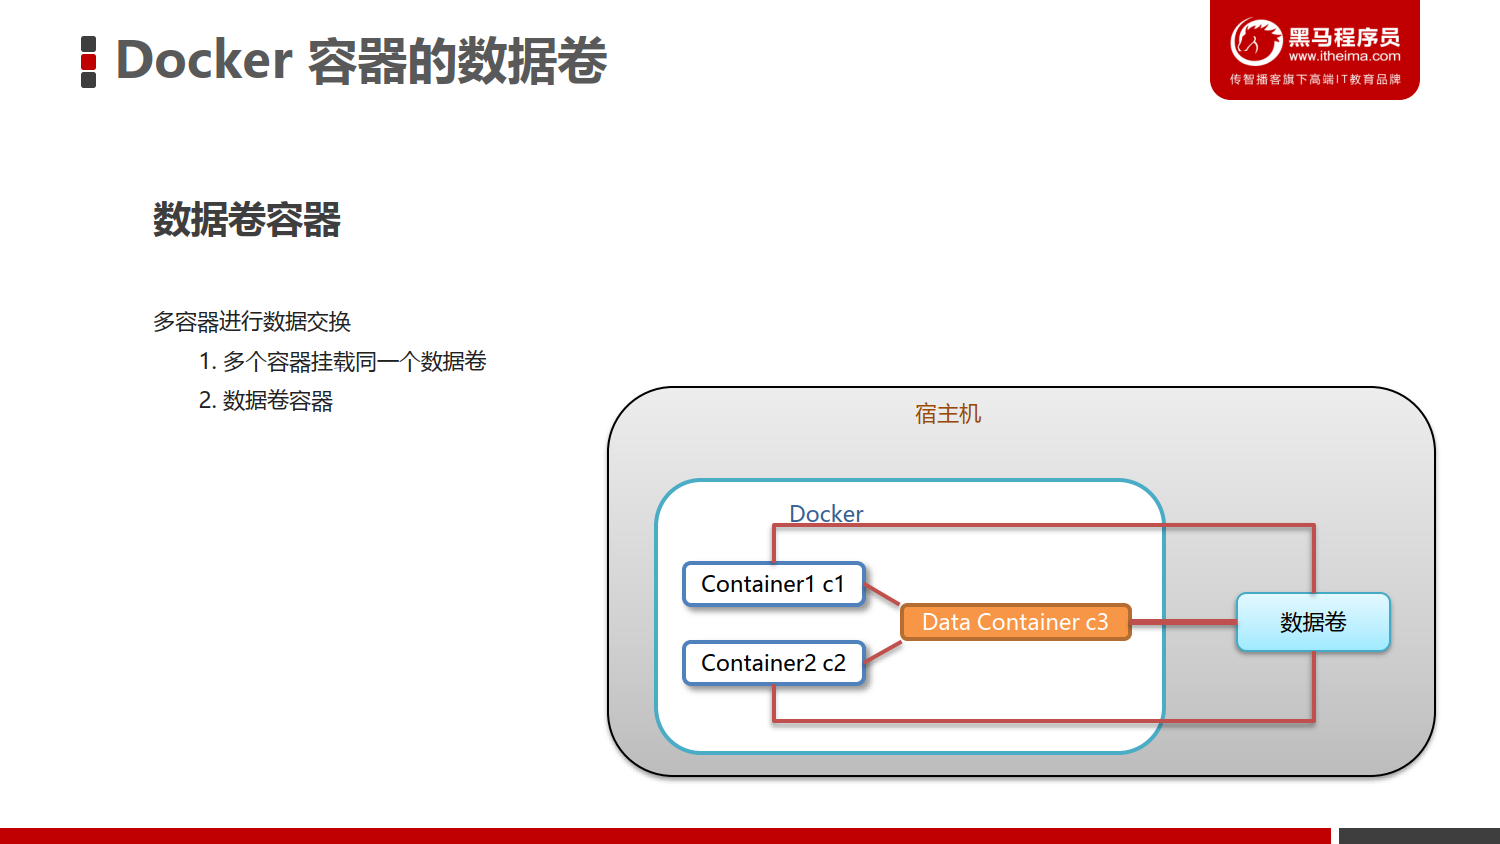 Docker 容器的数据卷
黑马程序员
www.itheima.com
传智播客旗下高端IT教育品牌
数据卷容器
多容器进行数据交换
1. 多个容器挂载同一个数据卷
2. 数据卷容器
宿主机
Docker
Container1 c1
Data Container c3
数据卷
Container2 c2